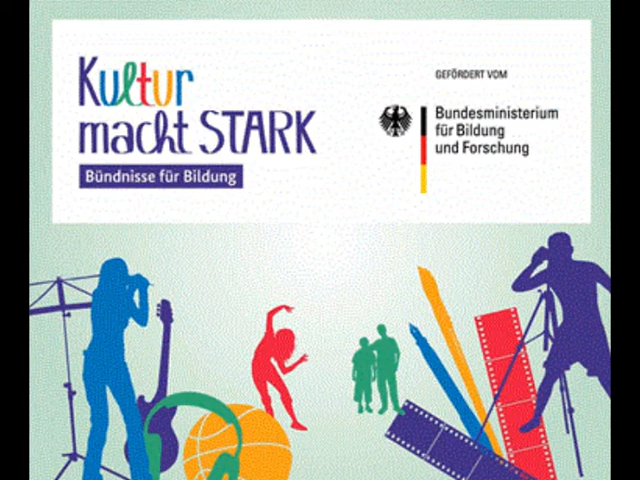 Kultur
macht STARK
Bündnisse für Bildung
GEFÖRDERT VOM
Bundesministerium
für Bildung
und Forschung